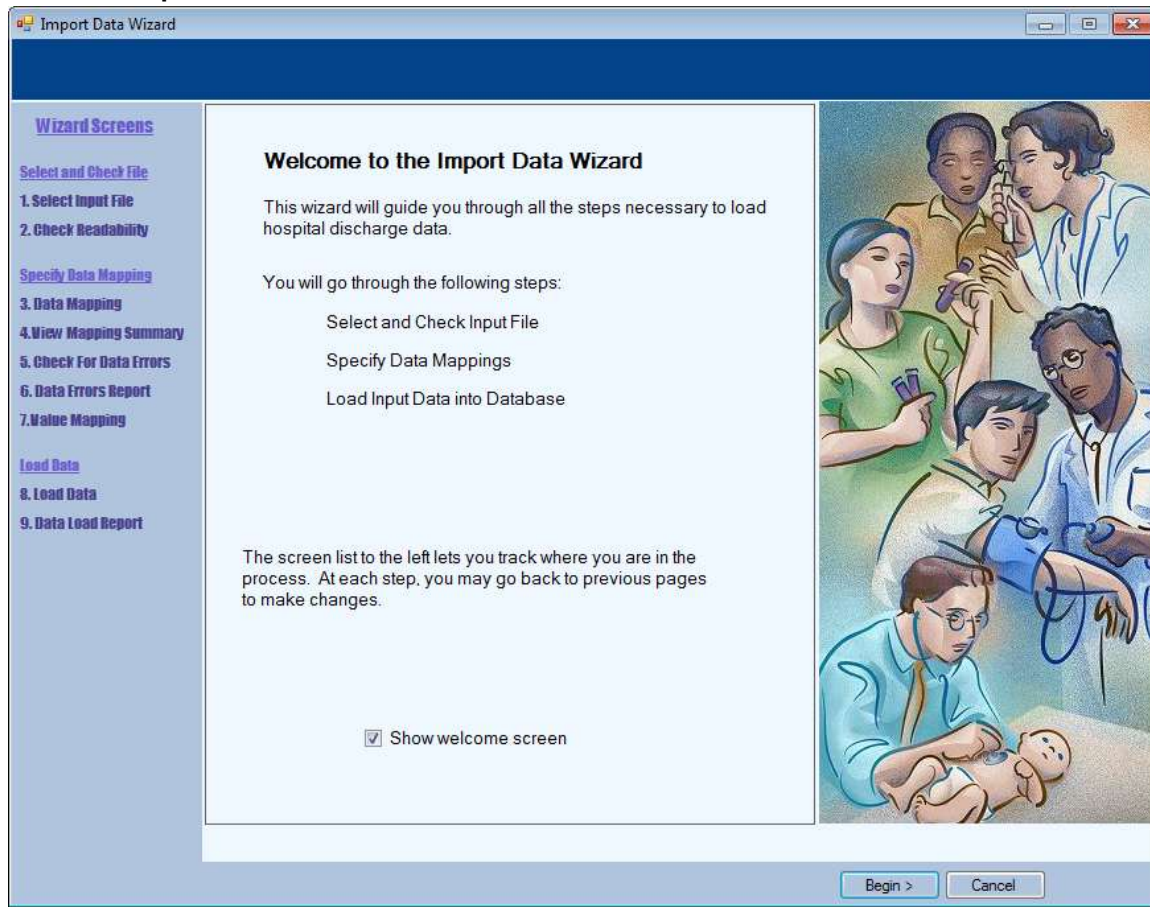 Import Data Wizard
Wizard Screens
Select and Check File
1. Select Input File
2. Check Readability
Specify Data Mapping
3. Data Mapping
4.View Mapping Summary
5. Check For Data Errors
6. Data Errors Report
7.Value Mapping
Load Data
8. Load Data
9. Data Load Report
Welcome to the Import Data Wizard
This wizard will guide you through all the steps necessary to load
hospital discharge data.
You will go through the following steps:
Select and Check Input File
Specify Data Mappings
Load Input Data into Database
The screen list to the left lets you track where you are in the
process. At each step, you may go back to previous pages
to make changes.
Show welcome screen
Begin >
Cancel